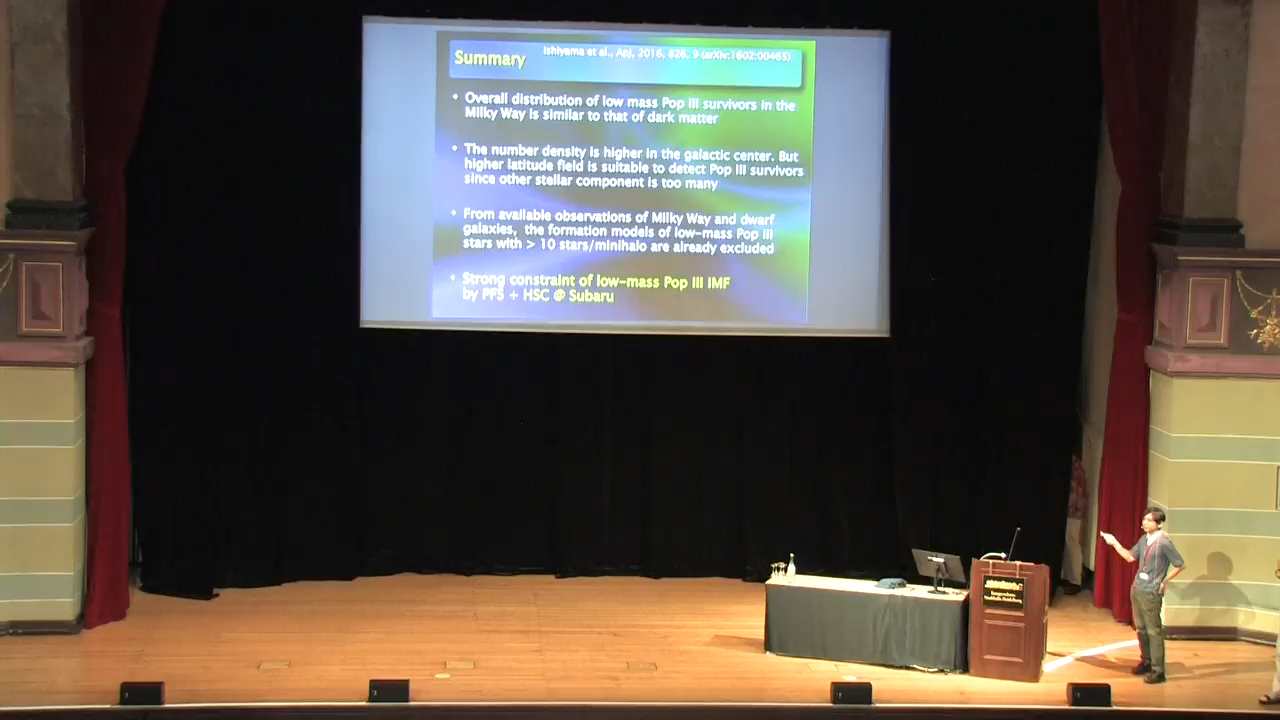 Summary
Ishiyama et al., ApJ, 2016, 826, 9 (arXiv:1602:00465)
• Overall distribution of low mass Pop III survivors in the
Milky Way is similar to that of dark matter
• The number density is higher in the galactic center. But
higher latitude field is suitable to detect Pop III survivors
since other stellar component is too many
• From available observations of Milky Way and dwarf
galaxies, the formation models of low-mass Pop III
stars with > 10 stars/minihalo are already excluded
• Strong constraint of low-mass Pop III IMF
by PFS + HSC @ Subaru